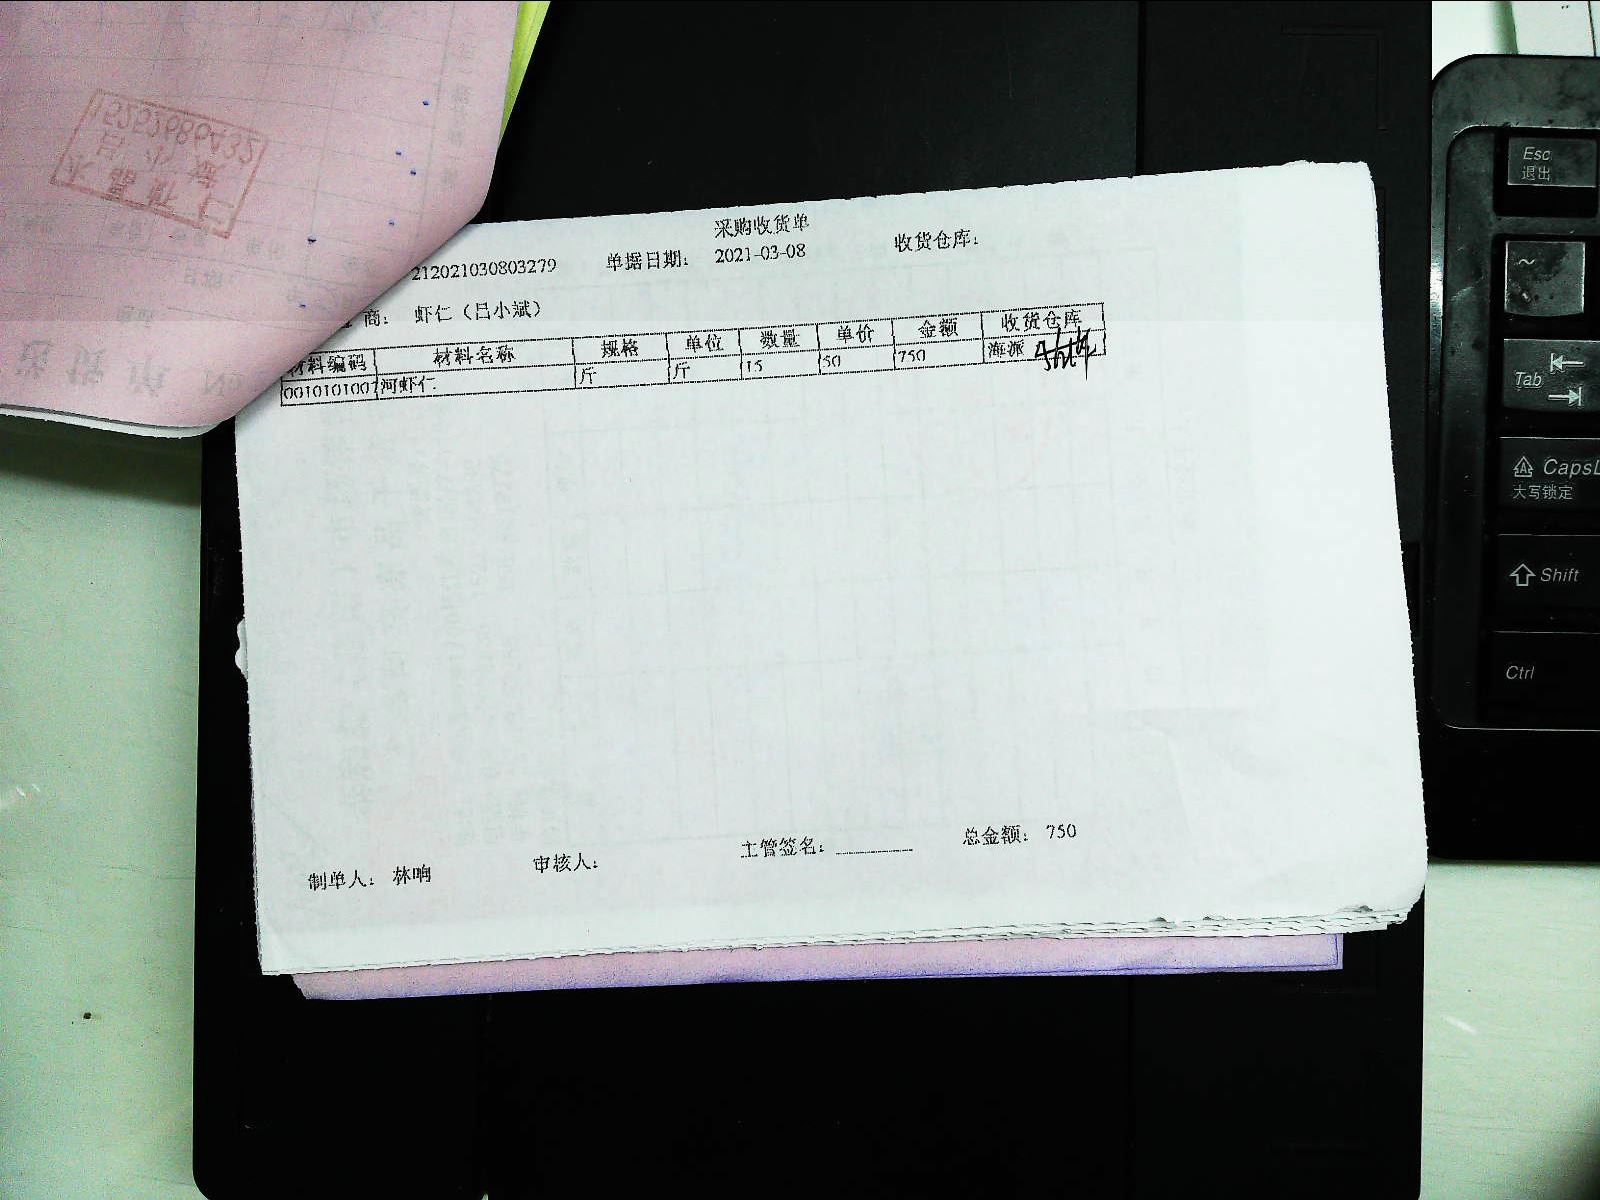 采购收货单
212021030803279 单据日期： 2021-03-08 收货仓库：
商： 虾仁（吕小斌）
材料编码 材料名称 规格 单位 数量 单价 金额 收货仓库
0010101007 河虾仁 斤 斤 15 50 750 海派
制单人： 林响 审核人： 主管签名： 总金额： 750
Esc
退出
~
Tab
CapsL
大写锁定
Shift
Ctrl